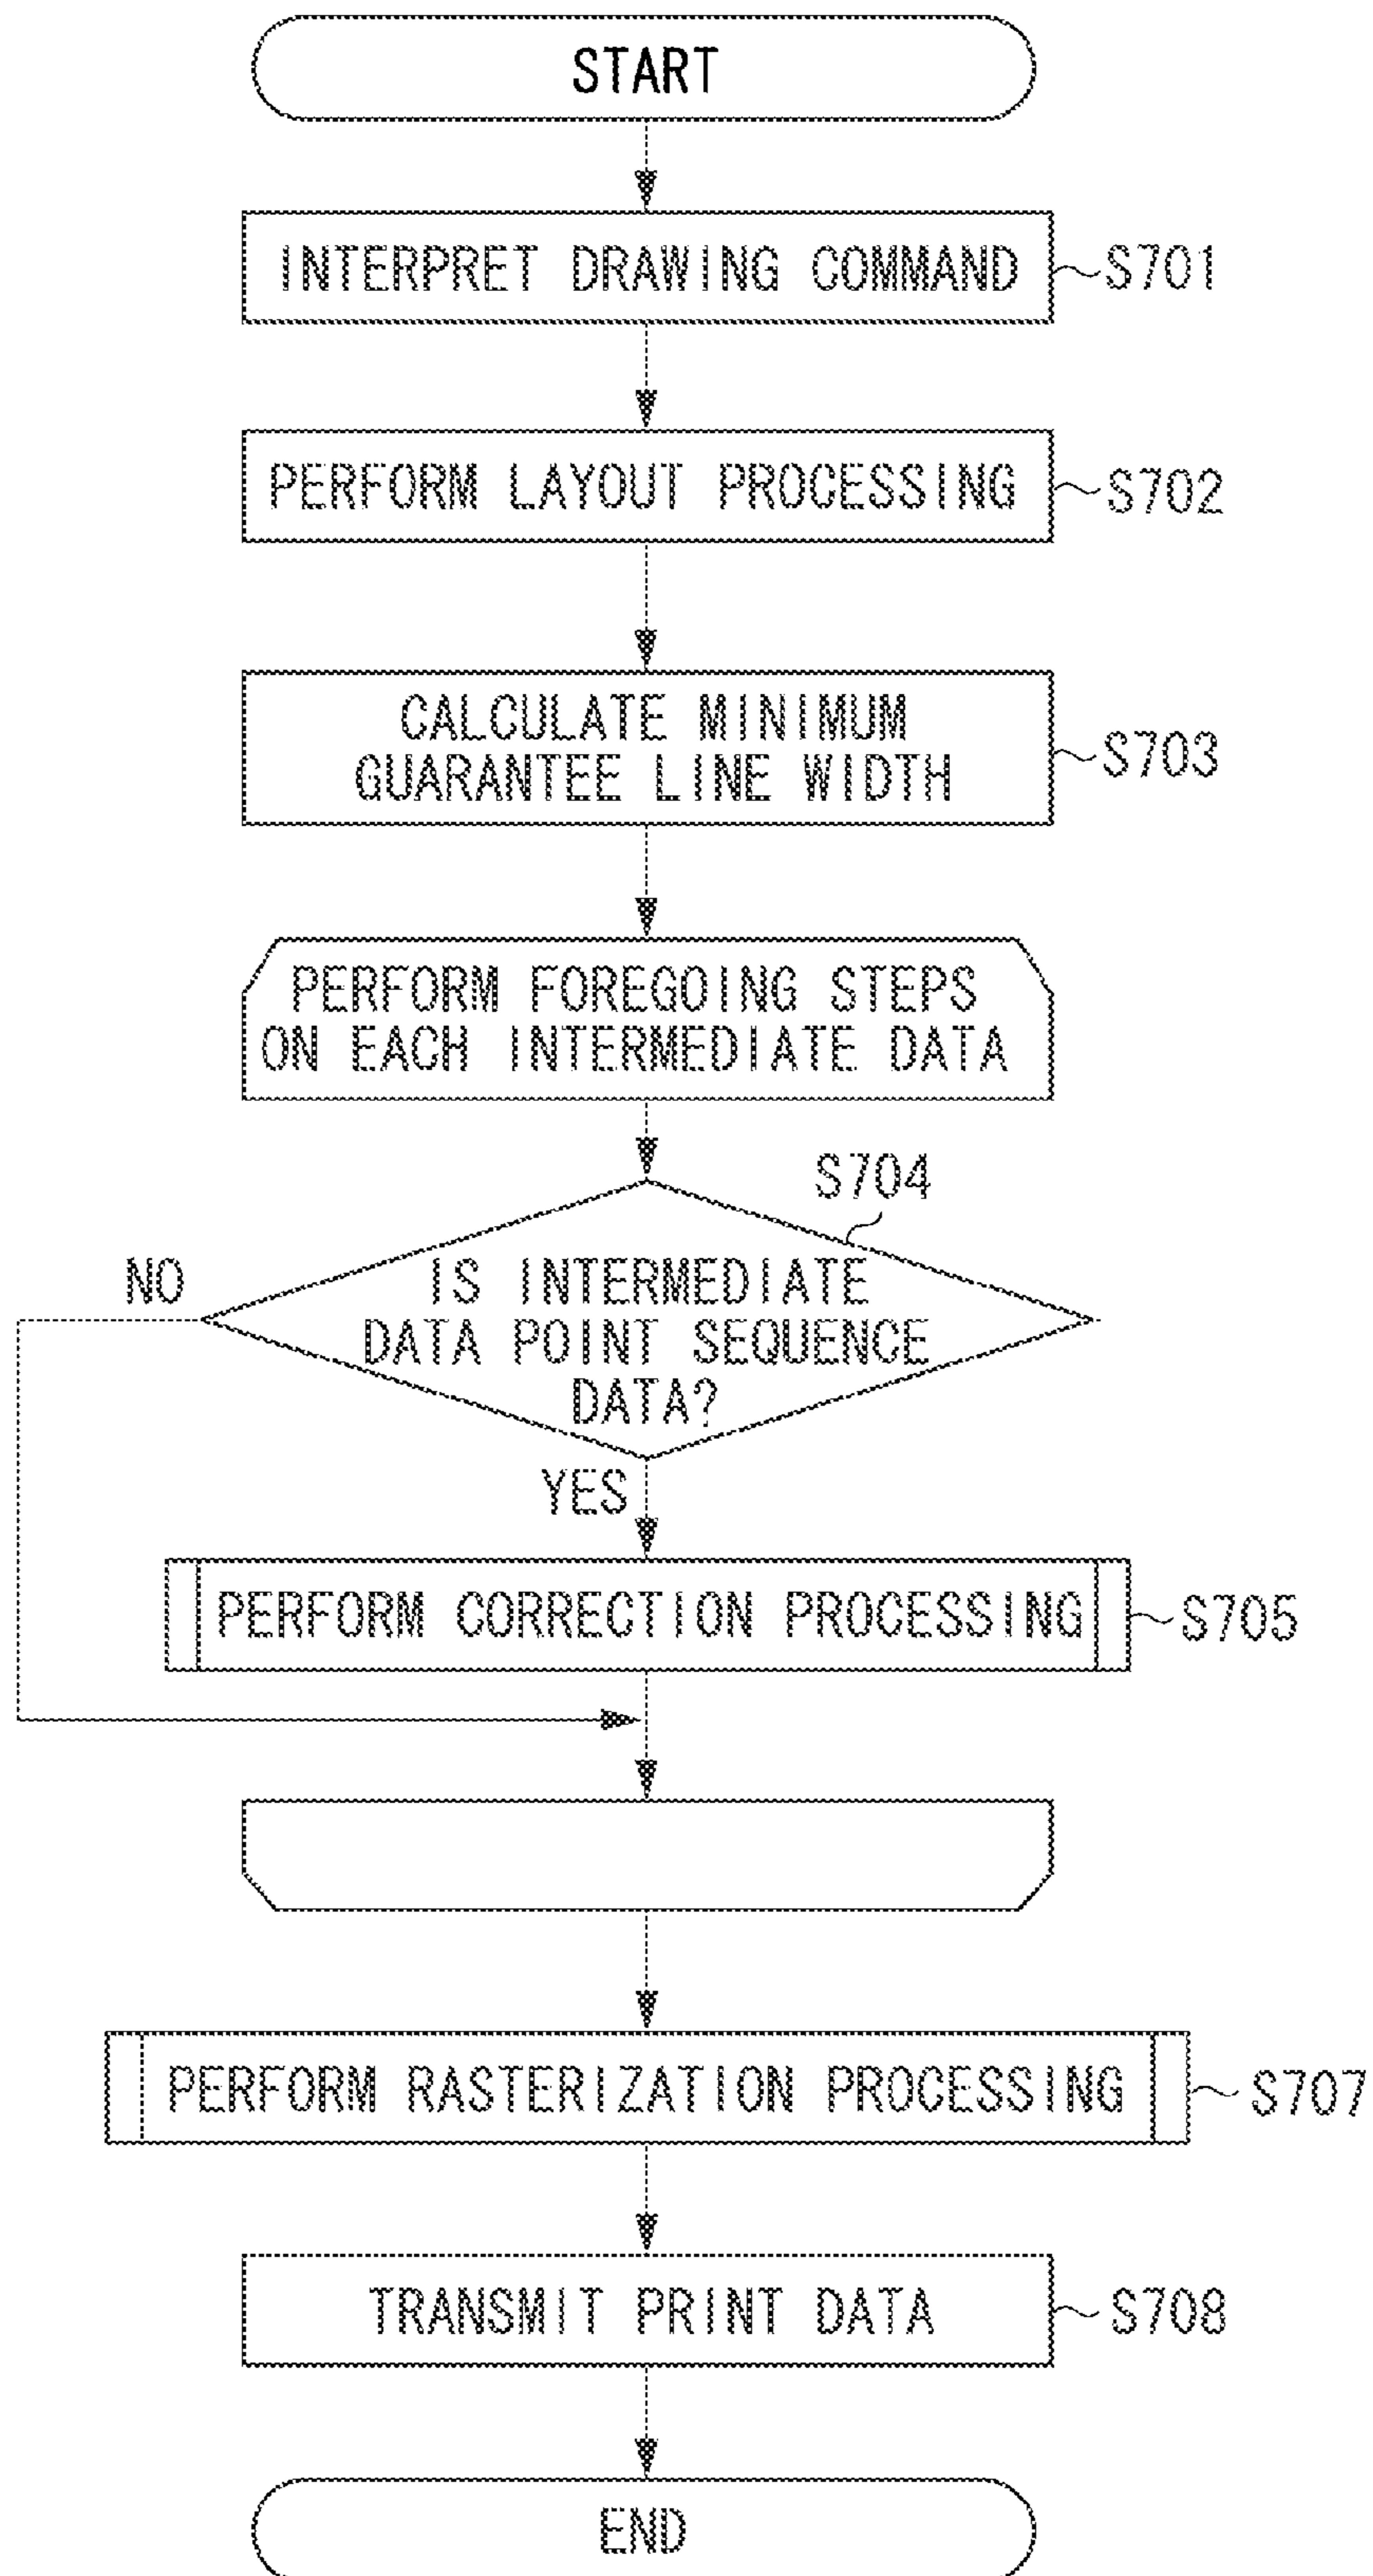 START
INTERPRET DRAWING COMMAND
S701
PERFORM LAYOUT PROCESSING
S702
CALCULATE MINIMUM
GUARANTEE LINE WIDTH
S703
PERFORM FOREGOING STEPS
ON EACH INTERMEDIATE DATA
S704
NO
IS INTERMEDIATE
DATA POINT SEQUENCE
DATA?
YES
PERFORM CORRECTION PROCESSING
S705
PERFORM RASTERIZATION PROCESSING
S707
TRANSMIT PRINT DATA
S708
END